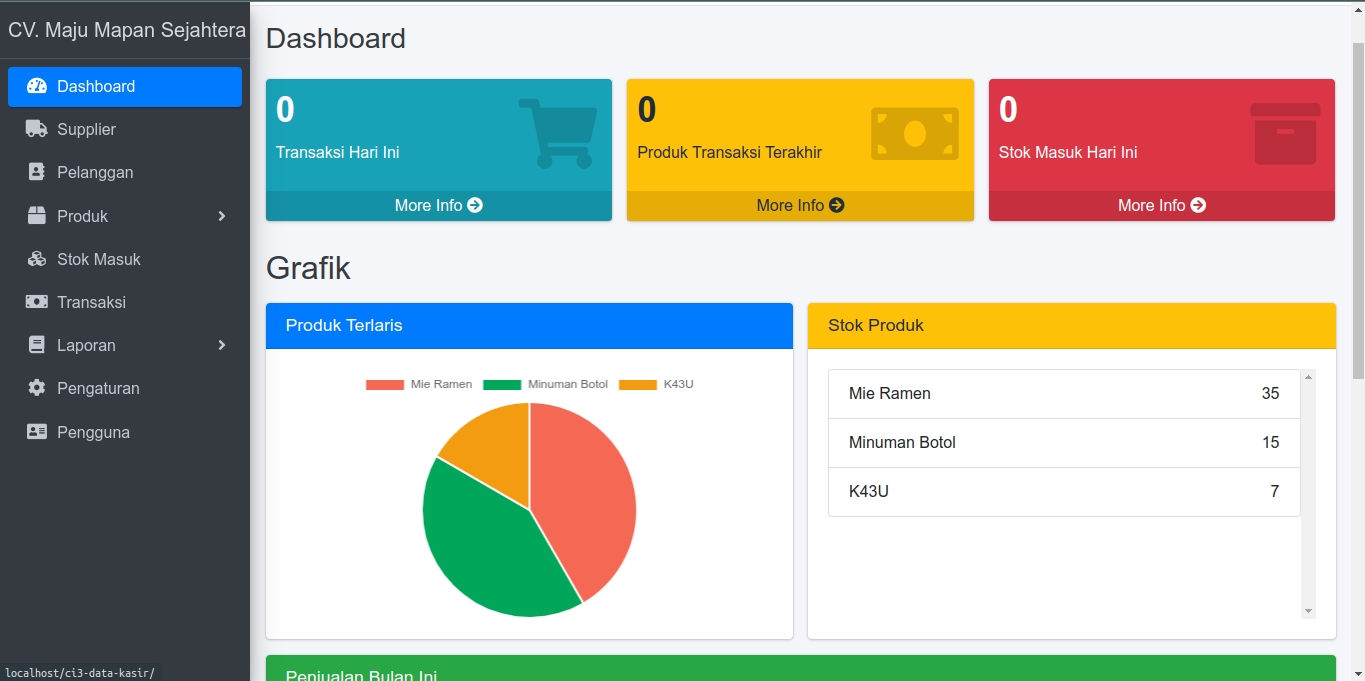 CV. Maju Mapan Sejahtera
Dashboard
Supplier
Pelanggan
Produk
Stok Masuk
Transaksi
Laporan
Pengaturan
Pengguna
Dashboard
0
Transaksi Hari Ini
More Info
0
Produk Transaksi Terakhir
More Info
0
Stok Masuk Hari Ini
More Info
Grafik
Produk Terlaris
Mie Ramen Minuman Botol K43U
Stok Produk
Mie Ramen 35
Minuman Botol 15
K43U 7
Penjualan Bulan Ini
localhost/ci3-data-kasir/